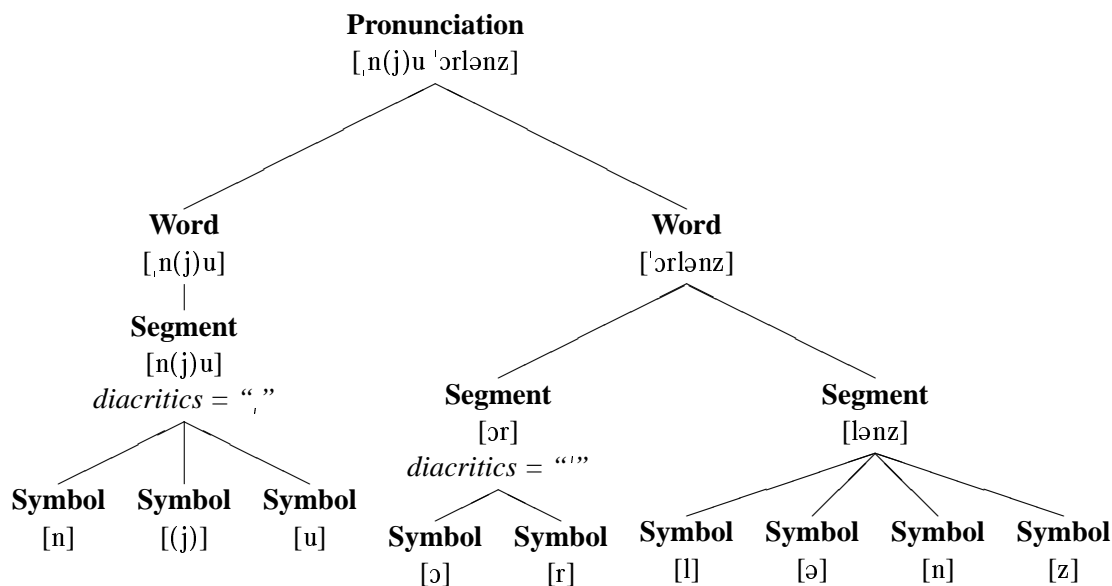 Pronunciation
[ˌn(j)u ˈɔrlənz]
Word
[ˌn(j)u]
Word
[ˈɔrlənz]
Segment
[n(j)u]
diacritics = “ˌ”
Segment
[ɔr]
diacritics = “ˈ”
Segment
[lənz]
Symbol
[n]
Symbol
[(j)]
Symbol
[u]
Symbol
[ɔ]
Symbol
[r]
Symbol
[l]
Symbol
[ə]
Symbol
[n]
Symbol
[z]